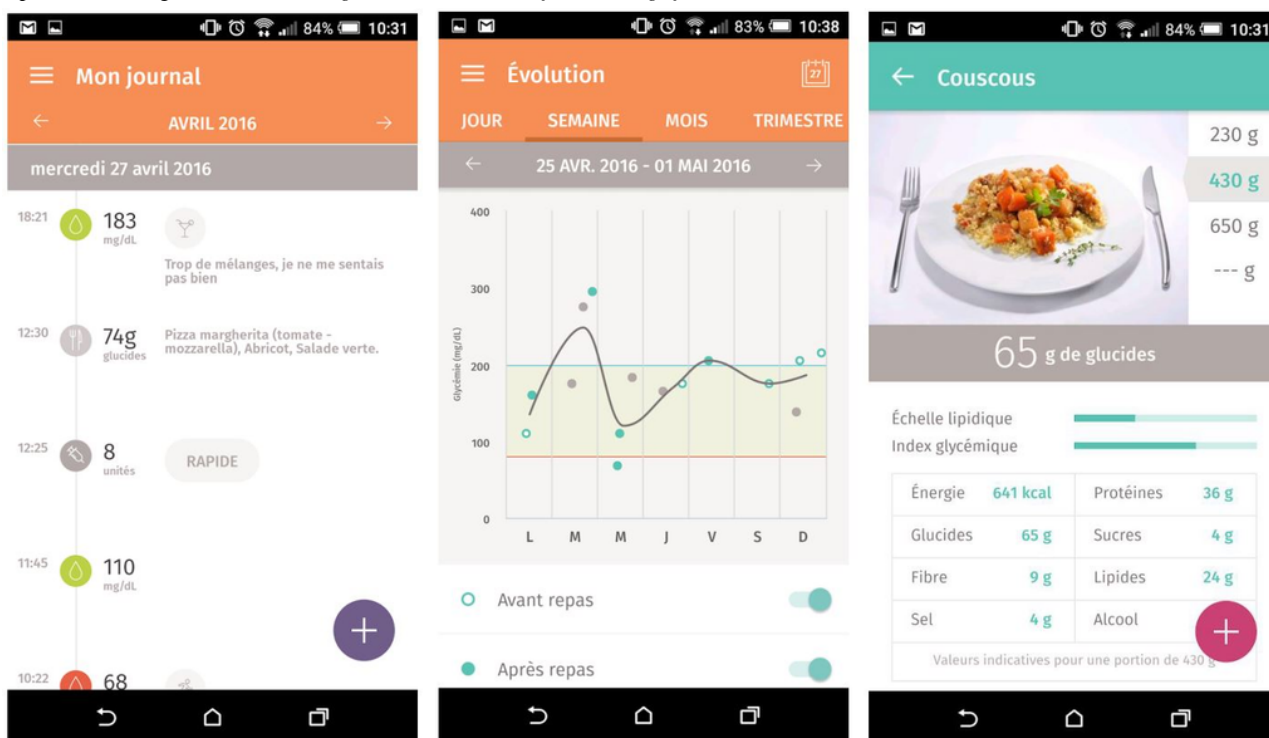 84% 10:31
Mon journal
AVRIL 2016
mercredi 27 avril 2016
18:21 183
mg/dL
Trop de mélanges, je ne me sentais
pas bien
12:30 74g
glucides
Pizza margherita (tomate -
mozzarella), Abricot, Salade verte.
12:25 8
unités
RAPIDE
11:45 110
mg/dL
10:22 68
83% 10:38
Évolution
27
JOUR SEMAINE MOIS TRIMESTRE
25 AVR. 2016 - 01 MAI 2016
Glycémie (mg/dL)
400
300
200
100
0
L M M J V S D
Avant repas
Après repas
84% 10:31
Couscous
230 g
430 g
650 g
--- g
65 g de glucides
Échelle lipidique
Index glycémique
Énergie 641 kcal Protéines 36 g
Glucides 65 g Sucres 4 g
Fibre 9 g Lipides 24 g
Sel 4 g Alcool
Valeurs indicatives pour une portion de 430 g